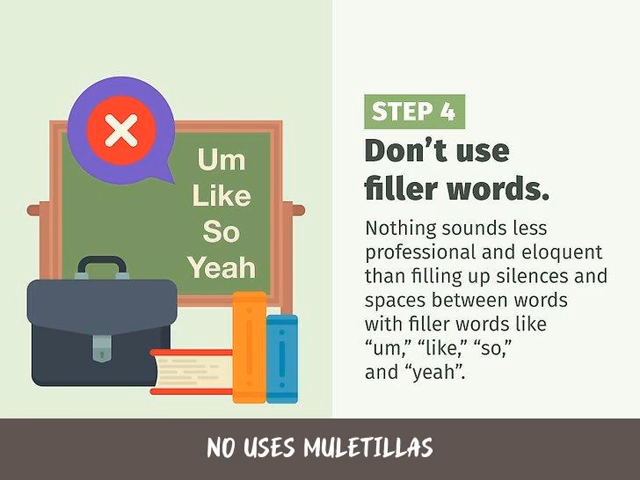 Um
Like
So
Yeah
STEP 4
Don't use
filler words.
Nothing sounds less
professional and eloquent
than filling up silences and
spaces between words
with filler words like
“um,” “like,” “so,”
and “yeah”.
NO USES MULETILLAS